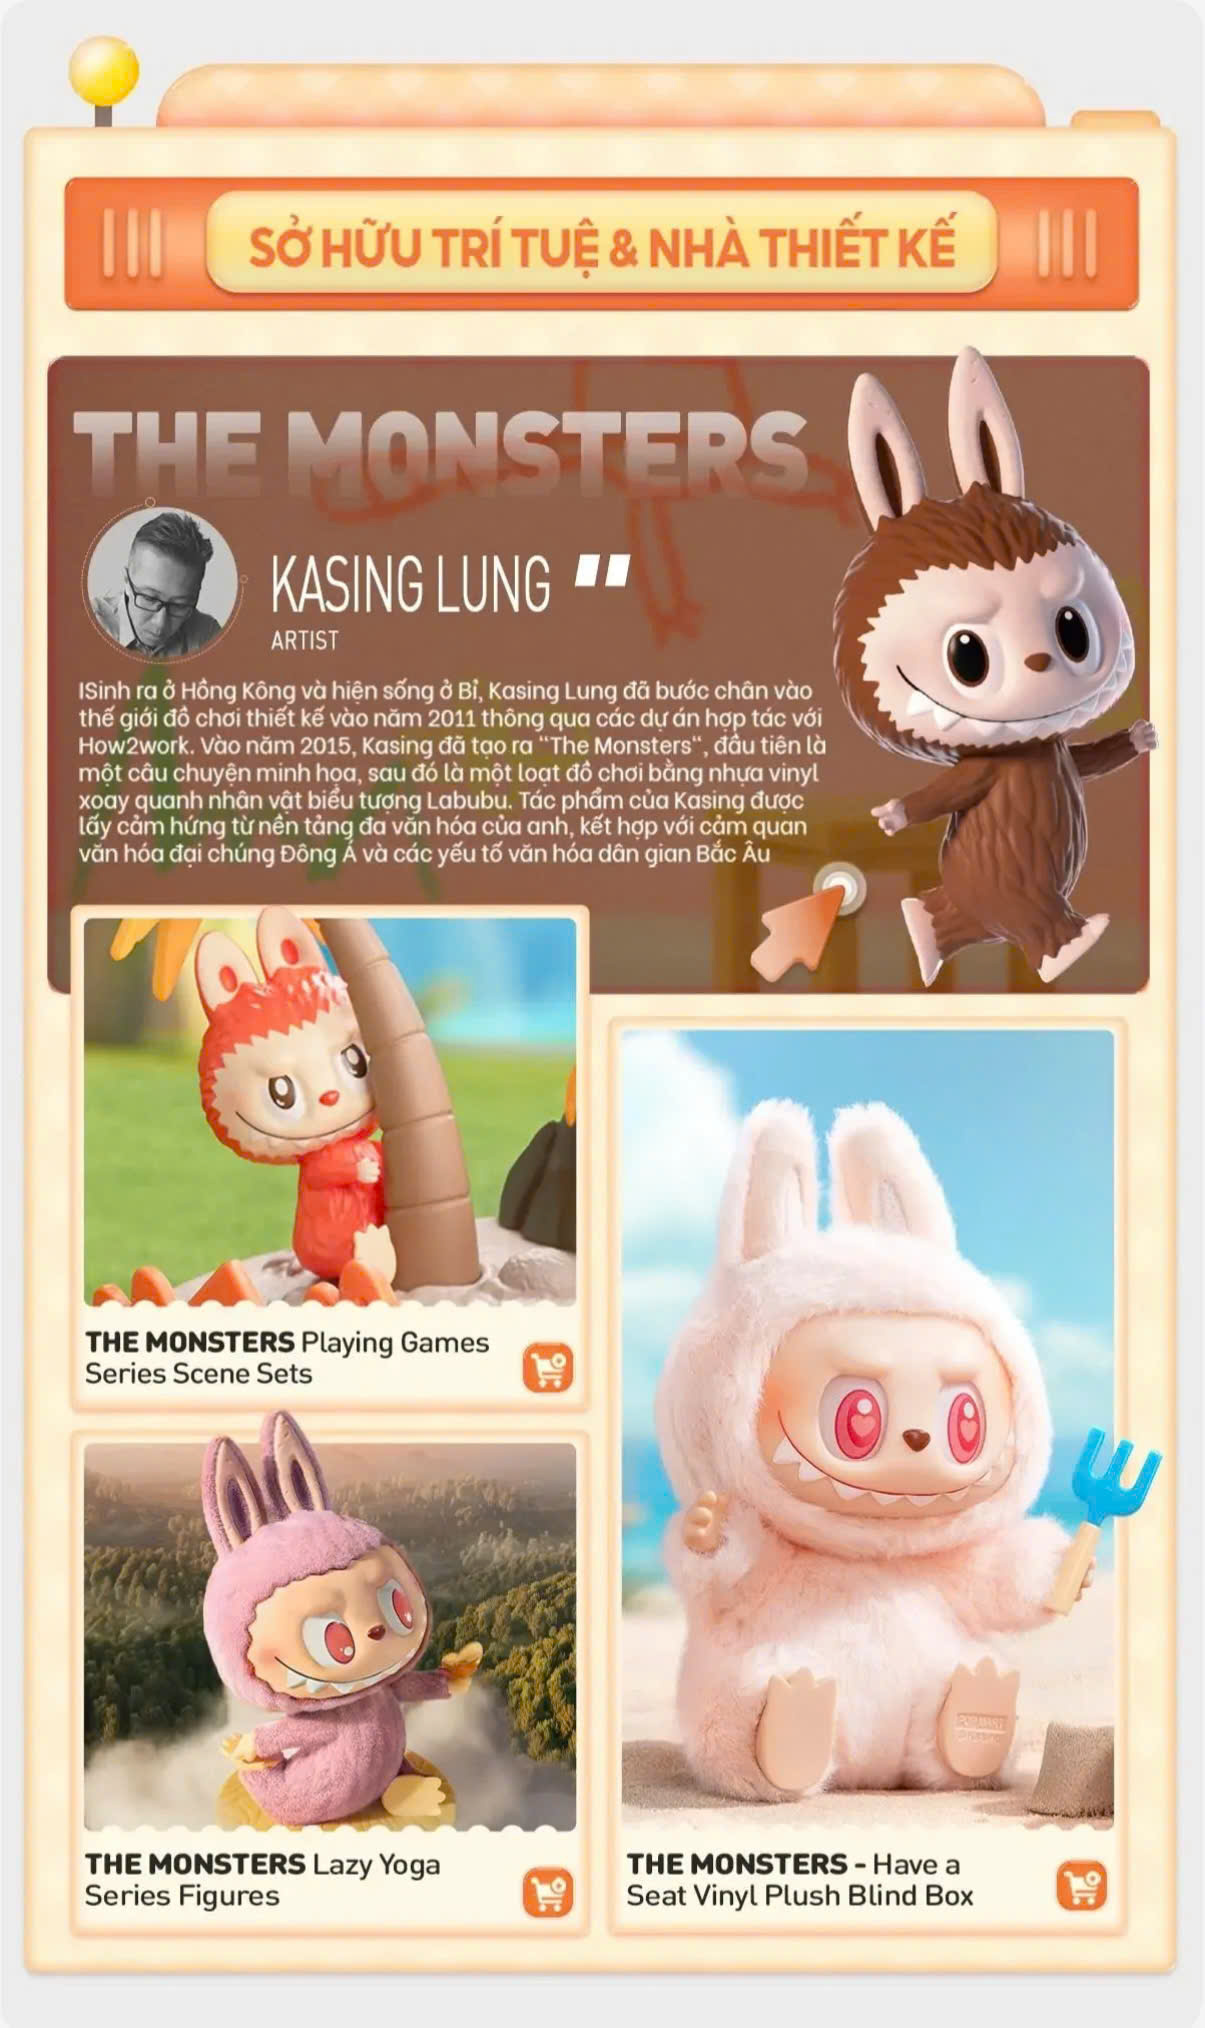 SỞ HỮU TRÍ TUỆ & NHÀ THIẾT KẾ
THE MONSTERS
KASING LUNG "
ARTIST
ISinh ra ở Hồng Kông và hiện sống ở Bỉ, Kasing Lung đã bước chân vào
thế giới đồ chơi thiết kế vào năm 2011 thông qua các dự án hợp tác với
How2work. Vào năm 2015, Kasing đã tạo ra "The Monsters", đầu tiên là
một câu chuyện minh họa, sau đó là một loạt đồ chơi bằng nhựa vinyl
xoay quanh nhân vật biểu tượng Labubu. Tác phẩm của Kasing được
lấy cảm hứng từ nền tảng đa văn hóa của anh, kết hợp với cảm quan
văn hóa đại chúng Đông Á và các yếu tố văn hóa dân gian Bắc Âu
THE MONSTERS Playing Games
Series Scene Sets
THE MONSTERS Lazy Yoga
Series Figures
POP MART
THE MONSTERS - Have a
Seat Vinyl Plush Blind Box